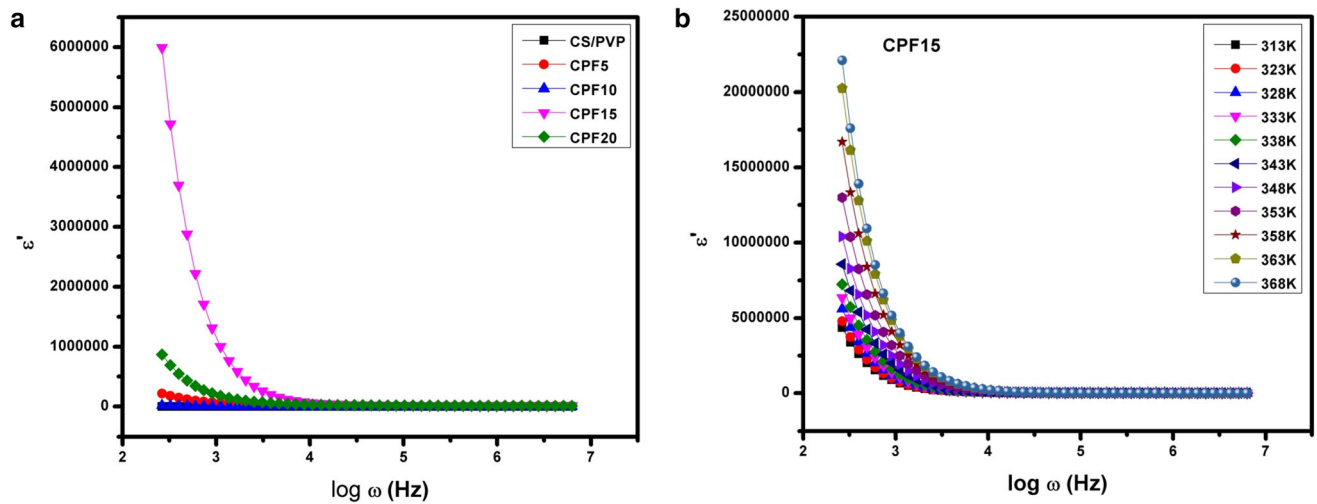 a
6000000
5000000
4000000
3000000
2000000
1000000
0
ε'
2 3 4 5 6 7
log ω (Hz)
CS/PVP
CPF5
CPF10
CPF15
CPF20
b
25000000
20000000
15000000
10000000
5000000
0
ε'
2 3 4 5 6 7
log ω (Hz)
CPF15
313K
323K
328K
333K
338K
343K
348K
353K
358K
363K
368K